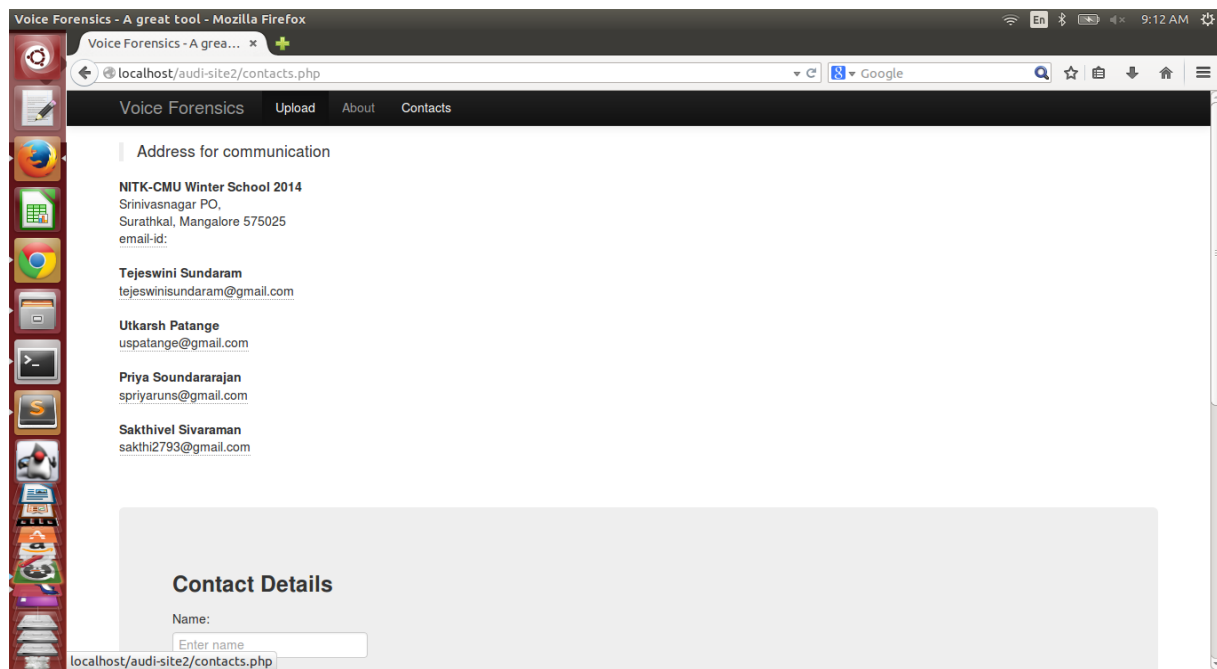 Voice Forensics - A great tool - Mozilla Firefox
En
9:12 AM
Voice Forensics - A grea...
localhost/audi-site2/contacts.php
Google
Voice Forensics
Upload
About
Contacts
Address for communication
NITK-CMU Winter School 2014
Srinivasnagar PO,
Surathkal, Mangalore 575025
email-id:
Tejeswini Sundaram
tejeswinisundaram@gmail.com
Utkarsh Patange
uspatange@gmail.com
Priya Soundararajan
spriyaruns@gmail.com
Sakthivel Sivaraman
sakthi2793@gmail.com
Contact Details
Name:
Enter name
localhost/audi-site2/contacts.php